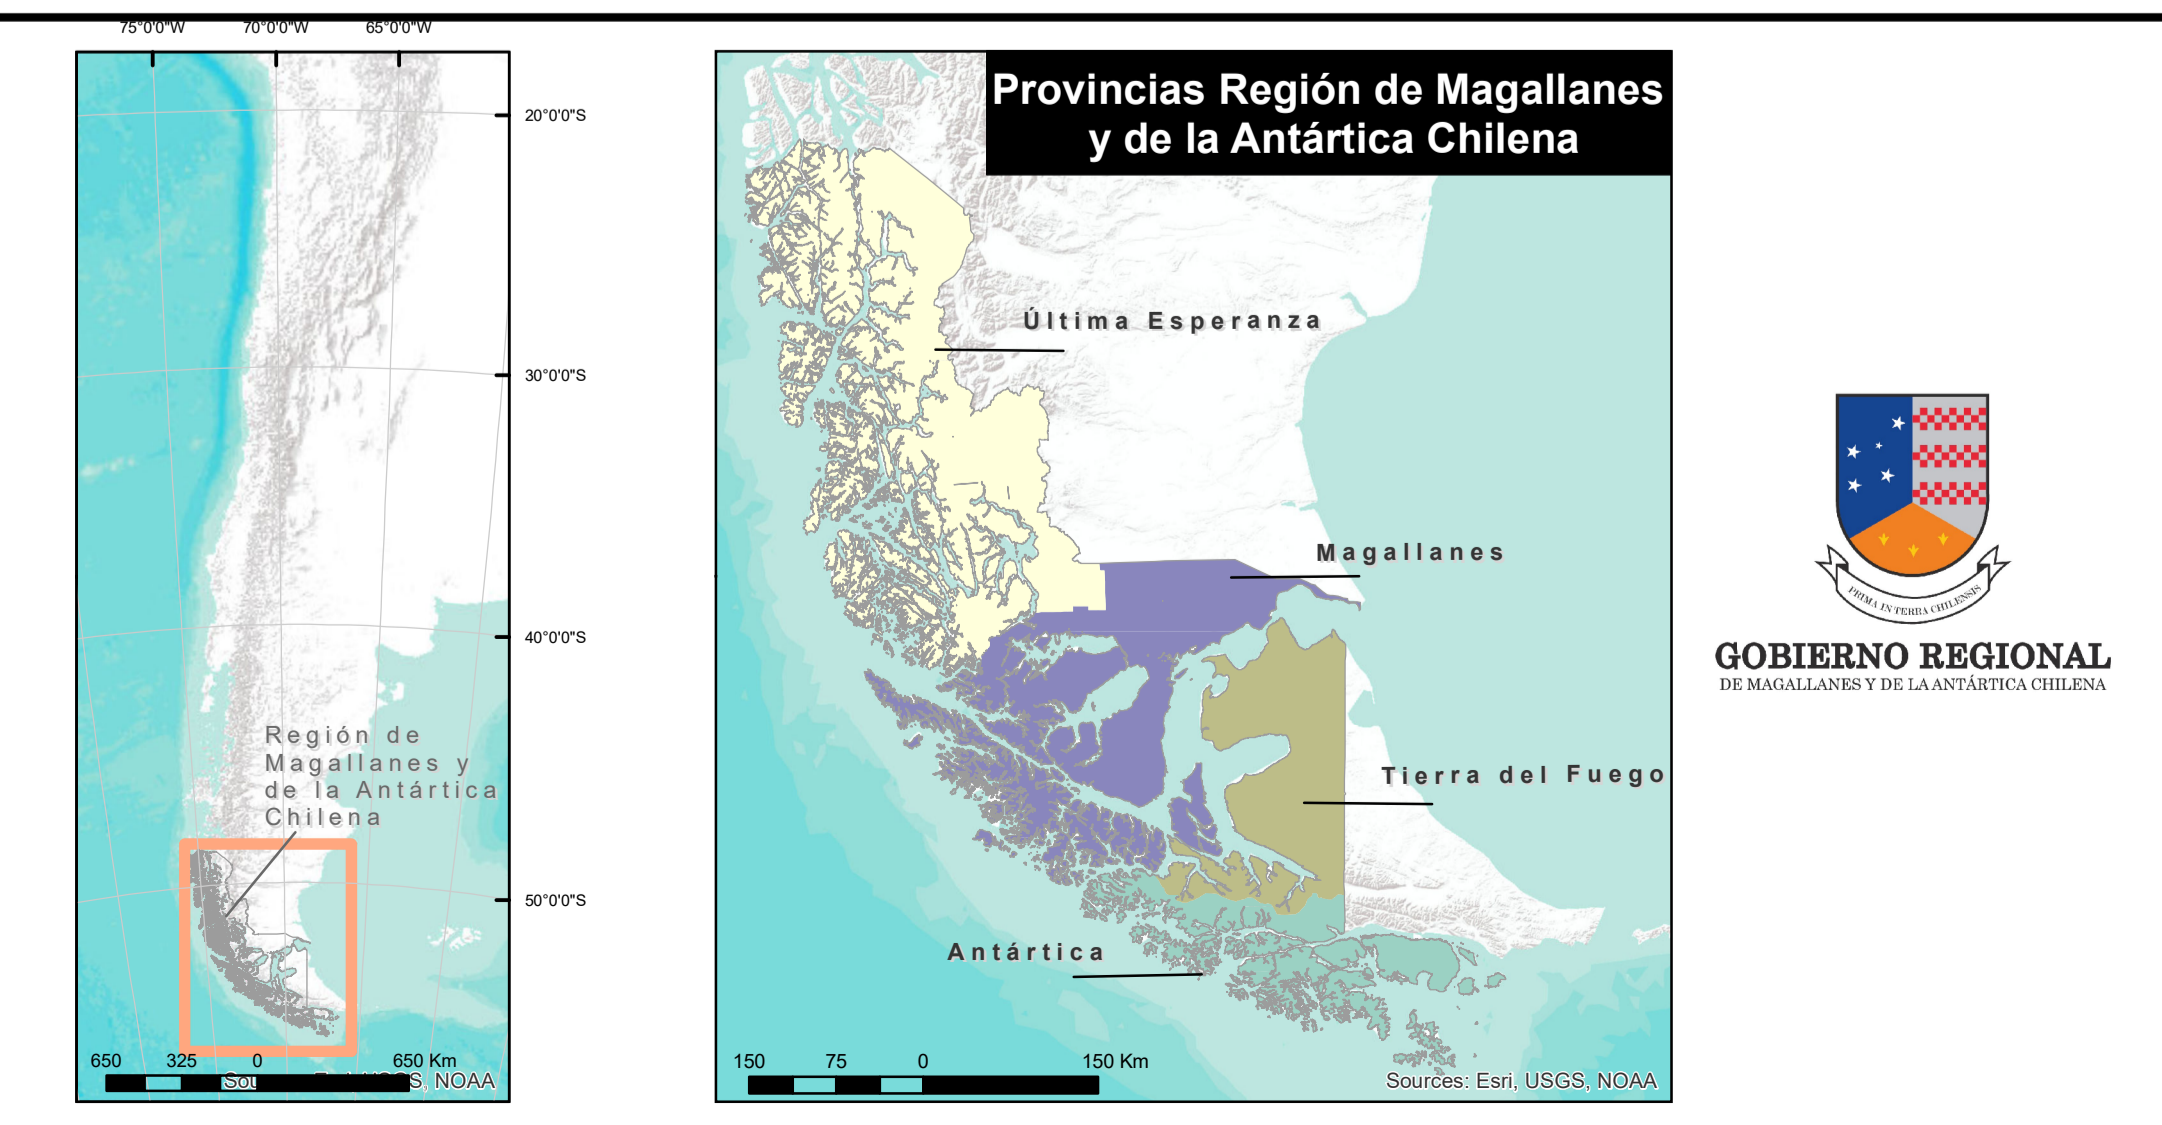 75°0'0"W 70°0'0"W 65°0'0"W
20°0'0"S
30°0'0"S
40°0'0"S
50°0'0"S
Región de
Magallanes y
de la Antártica
Chilena
650 325 0 650 Km
S, NOAA
Provincias Región de Magallanes
y de la Antártica Chilena
Última Esperanza
Magallanes
Tierra del Fuego
Antártica
150 75 0 150 Km
Sources: Esri, USGS, NOAA
PRIMA IN TERRA CHILENSIS
GOBIERNO REGIONAL
DE MAGALLANES Y DE LA ANTÁRTICA CHILENA